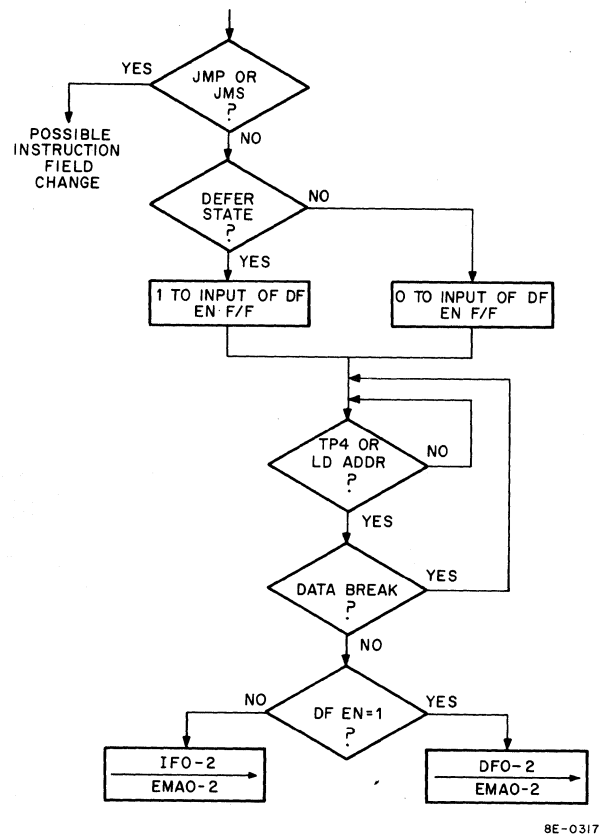 YES
JMP OR
JMS
?
NO
POSSIBLE
INSTRUCTION
FIELD
CHANGE
DEFER
STATE
?
NO
YES
1 TO INPUT OF DF
EN F/F
0 TO INPUT OF DF
EN F/F
TP4 OR
LD ADDR
?
NO
YES
DATA BREAK
?
YES
NO
DF EN=1
?
NO
YES
IF0-2
EMA0-2
DF0-2
EMA0-2
8E-0317